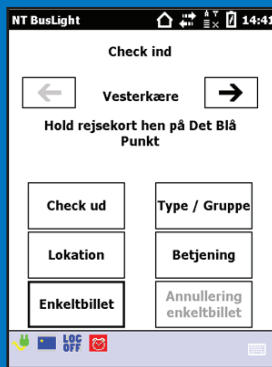 NT BusLight 14:41
Check ind
Vesterkære
Hold rejsekort hen på Det Blå
Punkt
Check ud
Type / Gruppe
Lokation
Betjening
Enkeltbillet
Annullering
enkeltbillet
LOG
OFF